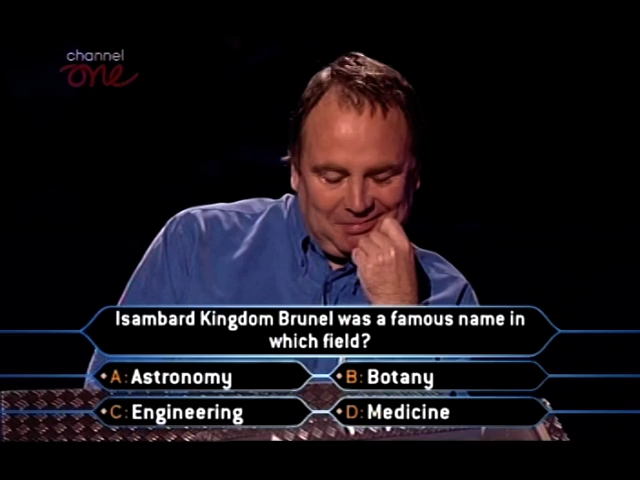 channel
one
Isambard Kingdom Brunel was a famous name in
which field?
A: Astronomy
B: Botany
C: Engineering
D: Medicine